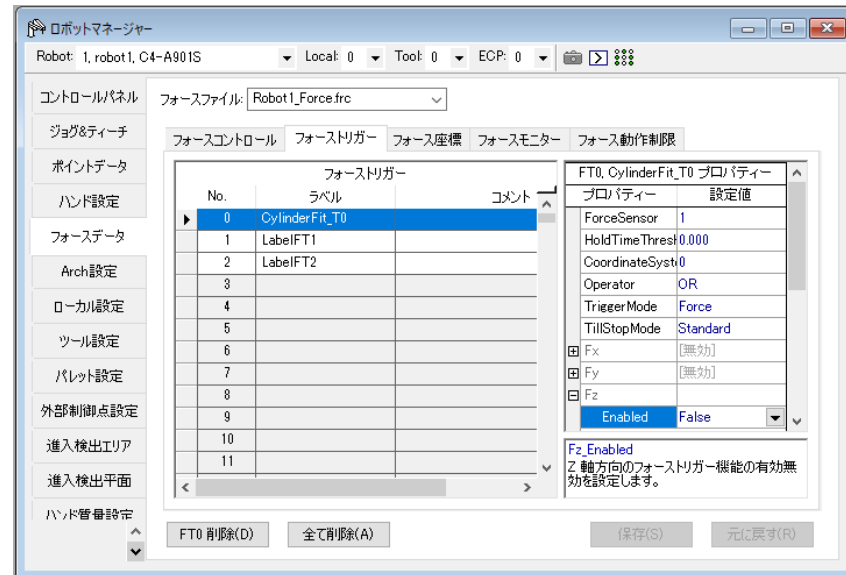 ロボットマネージャー
Robot: 1, robot1, C4-A901S Local: 0 Tool: 0 ECP: 0
コントロールパネル
ジョグ&ティーチ
ポイントデータ
ハンド設定
フォースデータ
Arch設定
ローカル設定
ツール設定
パレット設定
外部制御点設定
進入検出エリア
進入検出平面
ハンド質量設定
フォースファイル: Robot1_Force.frc
フォースコントロール フォーストリガー フォース座標 フォースモニター フォース動作制限
フォーストリガー
No. ラベル コメント
0 CylinderFit_T0
1 LabelFT1
2 LabelFT2
3
4
5
6
7
8
9
10
11
FT0, CylinderFit_T0 プロパティー
プロパティー 設定値
ForceSensor 1
HoldTimeThresh 0.000
CoordinateSyste 0
Operator OR
TriggerMode Force
TillStopMode Standard
Fx [無効]
Fy [無効]
Fz
Enabled False
Fz_Enabled
Z 軸方向のフォーストリガー機能の有効無
効を設定します。
FT0 削除(D) 全て削除(A) 保存(S) 元に戻す(R)